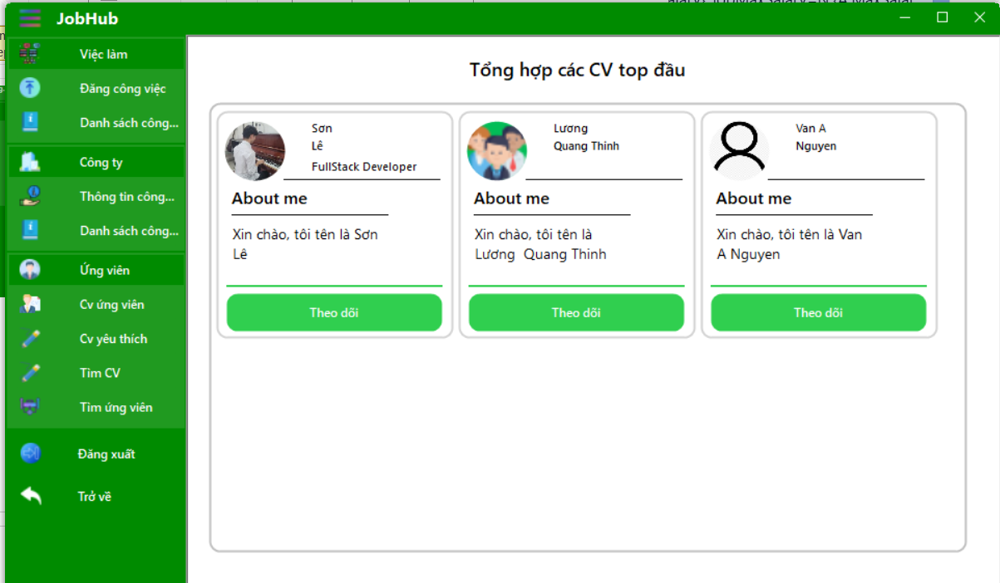 JobHub
Việc làm
Đăng công việc
Danh sách công...
Công ty
Thông tin công...
Danh sách công...
Ứng viên
Cv ứng viên
Cv yêu thích
Tìm CV
Tìm ứng viên
Đăng xuất
Trở về
Tổng hợp các CV top đầu
Sơn
Lê
FullStack Developer
About me
Xin chào, tôi tên là Sơn
Lê
Theo dõi
Lương
Quang Thinh
About me
Xin chào, tôi tên là
Lương Quang Thinh
Theo dõi
Van A
Nguyen
About me
Xin chào, tôi tên là Van
A Nguyen
Theo dõi